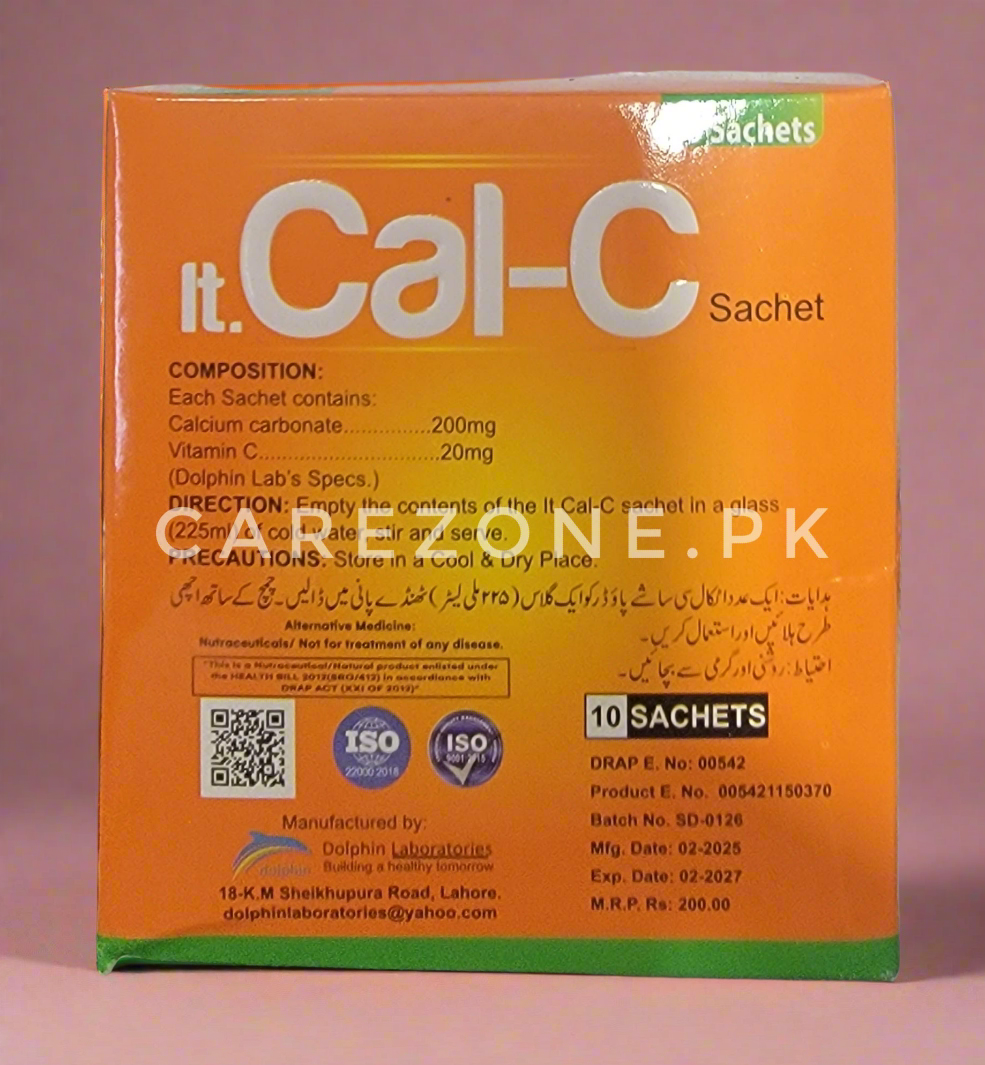 Sachets
It. Cal-C Sachet
COMPOSITION:
Each Sachet contains:
Calcium carbonate...............200mg
Vitamin C...............................20mg
(Dolphin Lab's Specs.)
DIRECTION: Empty the contents of the It Cal-C sachet in a glass
(225ml) of cold water stir and serve.
CAREZONE.PK
PRECAUTIONS: Store in a Cool & Dry Place.
ہدایات: ایک عدد اٹکال سی ساشے پاؤڈر کو ایک گلاس (۲۲۵ ملی لیٹر) ٹھنڈے پانی میں ڈالیں۔ چمچ کے ساتھ اچھی
طرح ہلائیں اور استعمال کریں۔
احتیاط: روشنی اور گرمی سے بچائیں۔
Alternative Medicine:
Nutraceuticals/ Not for treatment of any disease.
"This is a Nutraceutical/Natural product enlisted under
the HEALTH BILL 2012(SRO/412) in accordance with
DRAP ACT (XXI OF 2012)"
10 SACHETS
ISO
22000 2018
ISO
9001 2015
DRAP E. No: 00542
Product E. No. 005421150370
Batch No. SD-0126
Mfg. Date: 02-2025
Exp. Date: 02-2027
M.R.P. Rs: 200.00
Manufactured by:
dolphin
Dolphin Laboratories
Building a healthy tomorrow
18-K.M Sheikhupura Road, Lahore.
dolphinlaboratories@yahoo.com